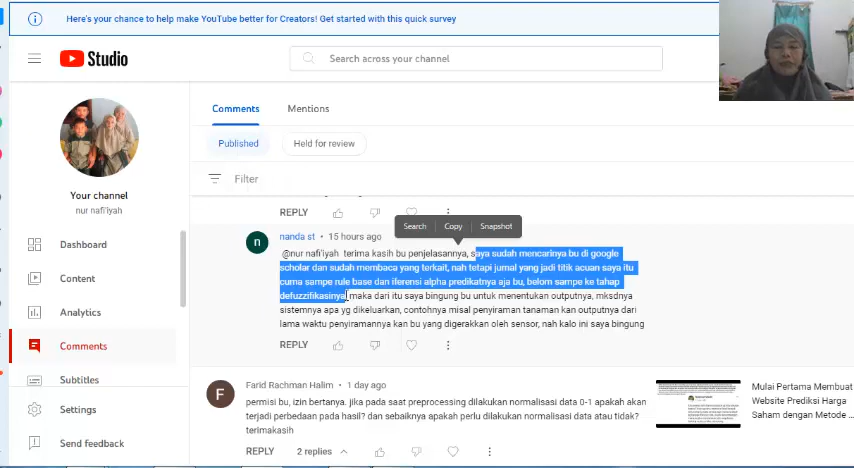 Here's your chance to help make YouTube better for Creators! Get started with this quick survey
Studio
Search across your channel
Your channel
nur nafi'iyah
Dashboard
Content
Analytics
Comments
Subtitles
Settings
Send feedback
Comments
Mentions
Published
Held for review
Filter
REPLY
Search
Copy
Snapshot
n
nanda st • 15 hours ago
@nur nafi'iyah terima kasih bu penjelasannya, saya sudah mencarinya bu di google
scholar dan sudah membaca yang terkait, nah tetapi jurnal yang jadi titik acuan saya itu
cuma sampe rule base dan iferensi alpha predikatnya aja bu, belom sampe ke tahap
defuzzifikasinya, maka dari itu saya bingung bu untuk menentukan outputnya, mksdnya
sistemnya apa yg dikeluarkan, contohnya misal penyiraman tanaman kan outputnya dari
lama waktu penyiramannya kan bu yang digerakkan oleh sensor, nah kalo ini saya bingung
REPLY
F
Farid Rachman Halim • 1 day ago
permisi bu, izin bertanya. jika pada saat preprocessing dilakukan normalisasi data 0-1 apakah akan
terjadi perbedaan pada hasil? dan sebaiknya apakah perlu dilakukan normalisasi data atau tidak?
terimakasih
REPLY
2 replies
Mulai Pertama Membuat
Website Prediksi Harga
Saham dengan Metode ...